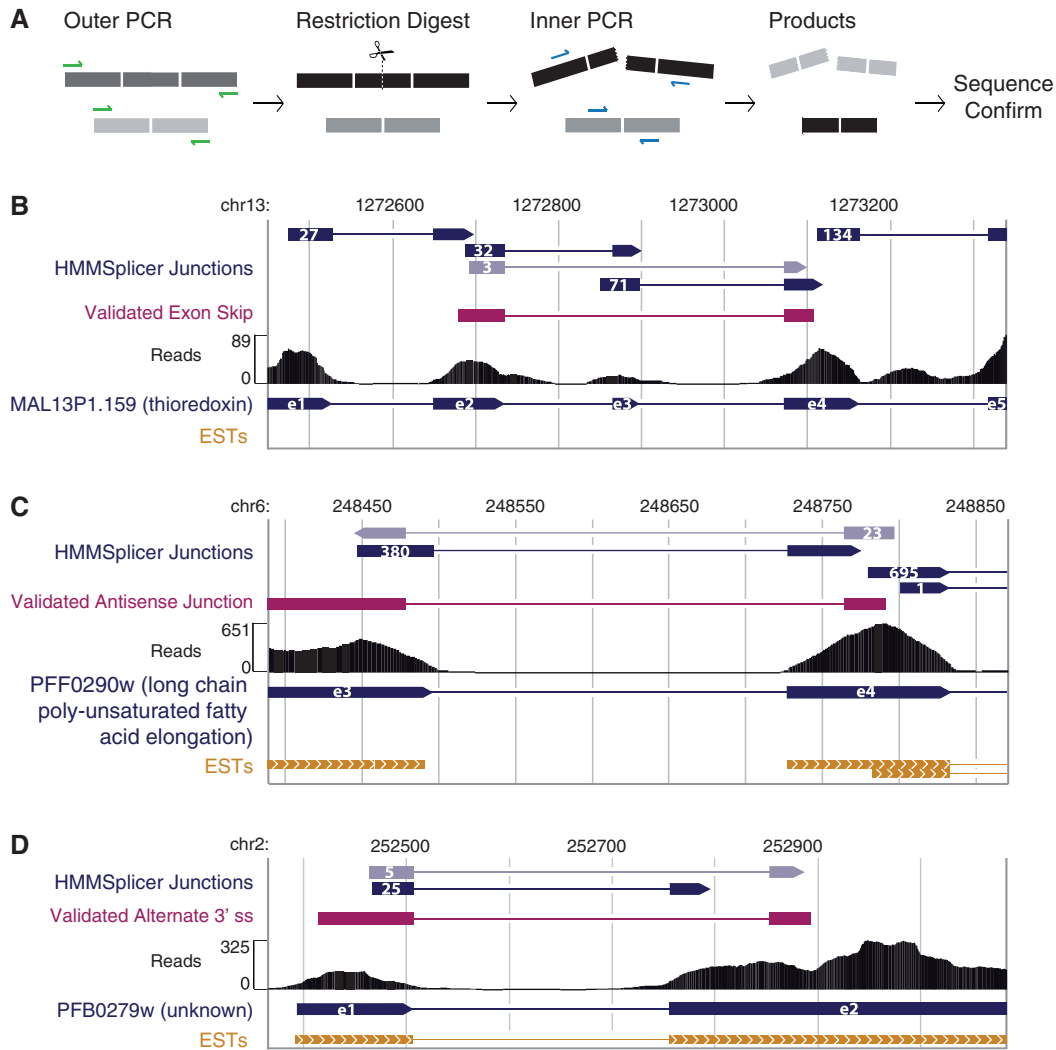 A
Outer PCR
Restriction Digest
Inner PCR
Products
Sequence
Confirm
B
chr13: 1272600 1272800 1273000 1273200
27
134
32
HMMSplicer Junctions
3
71
Validated Exon Skip
89
Reads
0
MAL13P1.159 (thioredoxin)
e1 e2 e3 e4 e5
ESTs
C
chr6: 248450 248550 248650 248750 248850
23
HMMSplicer Junctions
380
695
1
Validated Antisense Junction
651
Reads
0
PFF0290w (long chain
poly-unsaturated fatty
acid elongation)
e3 e4
ESTs
D
chr2: 252500 252700 252900
5
HMMSplicer Junctions
25
Validated Alternate 3' ss
325
Reads
0
PFB0279w (unknown)
e1 e2
ESTs